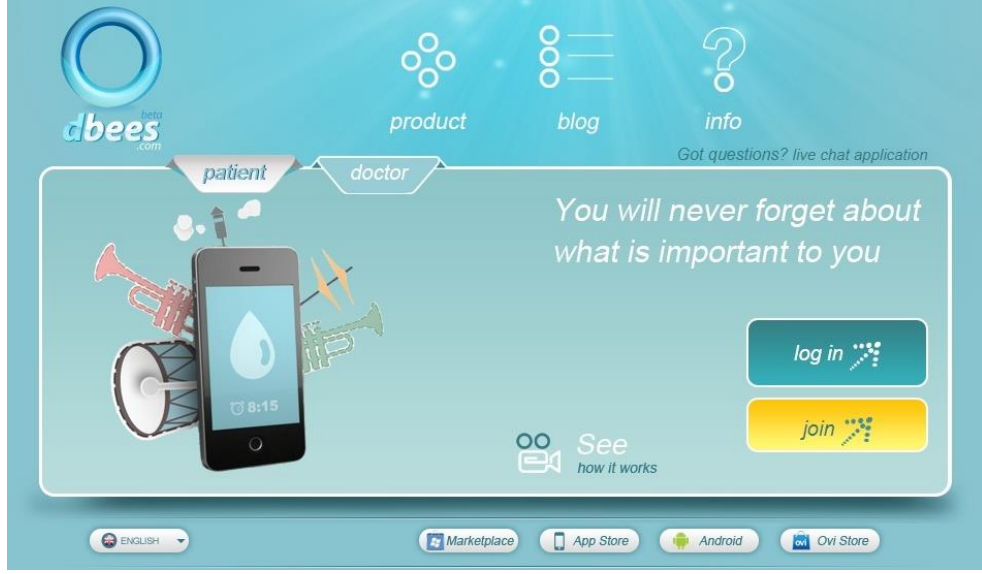 beta
dbees
.com
product
blog
info
Got questions? live chat application
patient
doctor
You will never forget about
what is important to you
8:15
log in
join
See
how it works
ENGLISH
Marketplace
App Store
Android
ovi
Ovi Store